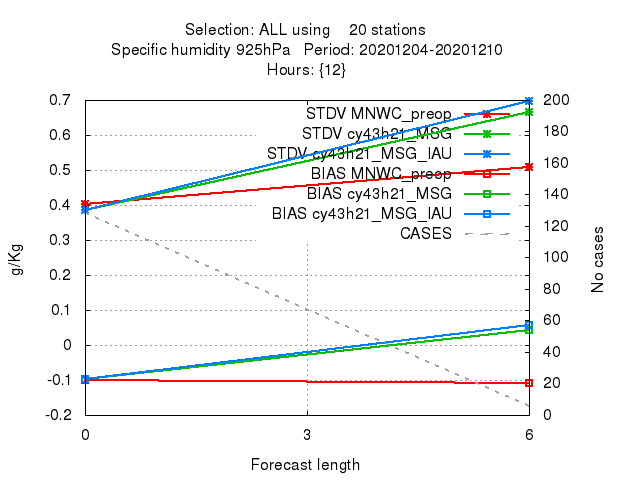 Selection: ALL using 20 stations
Specific humidity 925hPa Period: 20201204-20201210
Hours: {12}
0.7 200
STDV MNWC_preop
0.6 180
STDV cy43h21_MSG
STDV cy43h21_MSG_IAU
160
0.5 BIAS MNWC_preop
140
BIAS cy43h21_MSG
0.4 BIAS cy43h21_MSG_IAU
120
0.3 CASES
100
0.2
80
0.1
60
0
40
-0.1 20
-0.2 0
g/Kg
No cases
0 3 6
Forecast length